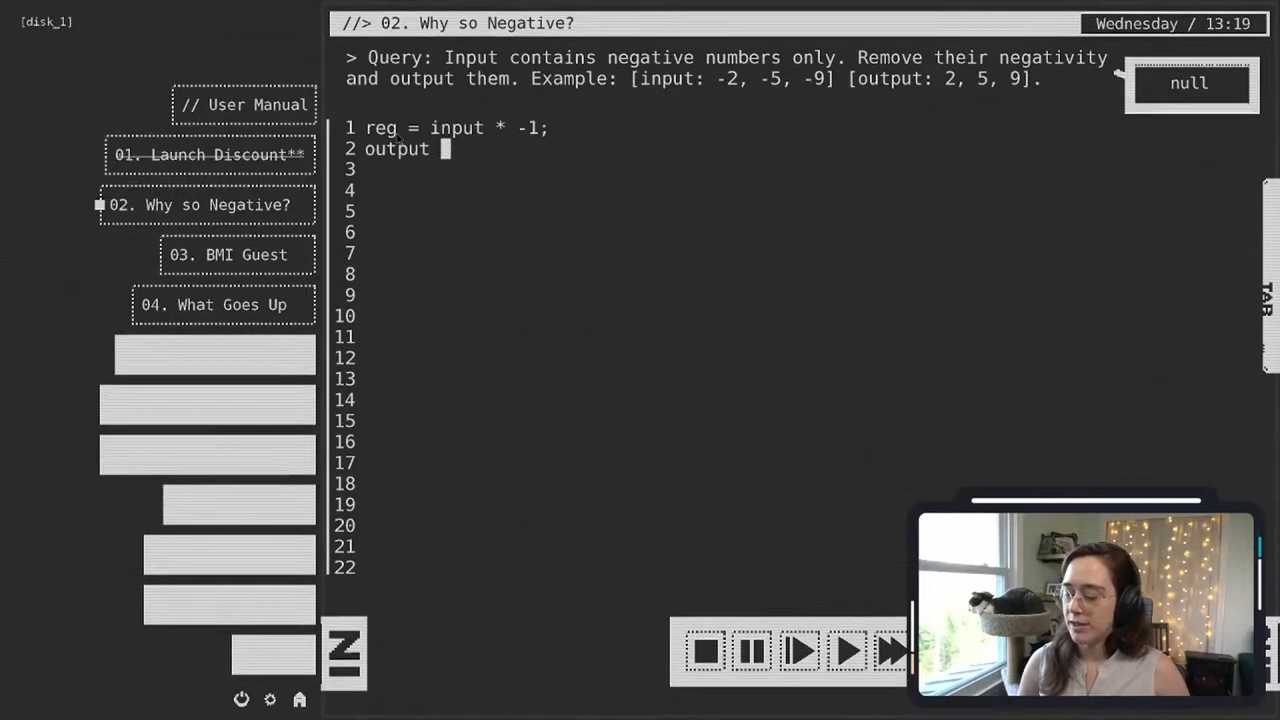 [disk_1]
//> 02. Why so Negative?
Wednesday / 13:19
> Query: Input contains negative numbers only. Remove their negativity
and output them. Example: [input: -2, -5, -9] [output: 2, 5, 9].
null
// User Manual
01. Launch Discount**
02. Why so Negative?
03. BMI Guest
04. What Goes Up
1 reg = input * -1;
2 output
3
4
5
6
7
8
9
10
11
12
13
14
15
16
17
18
19
20
21
22
TAB
IN